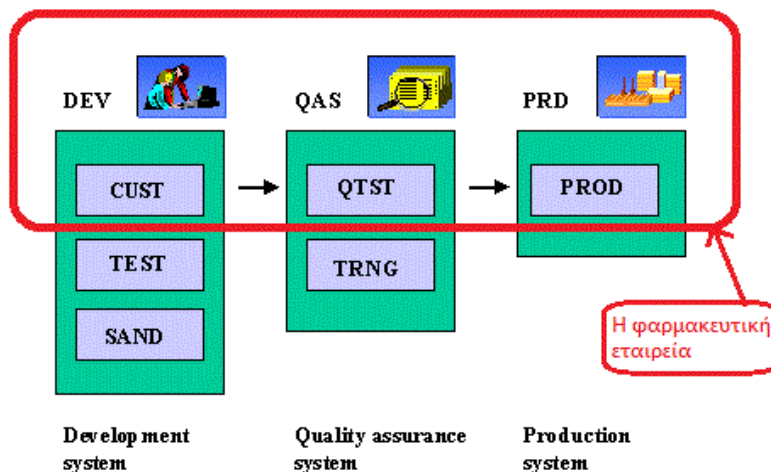 DEV QAS PRD
CUST QTST PROD
TEST TRNG
SAND
Η φαρμακευτική
εταιρεία
Development Quality assurance Production
system system system